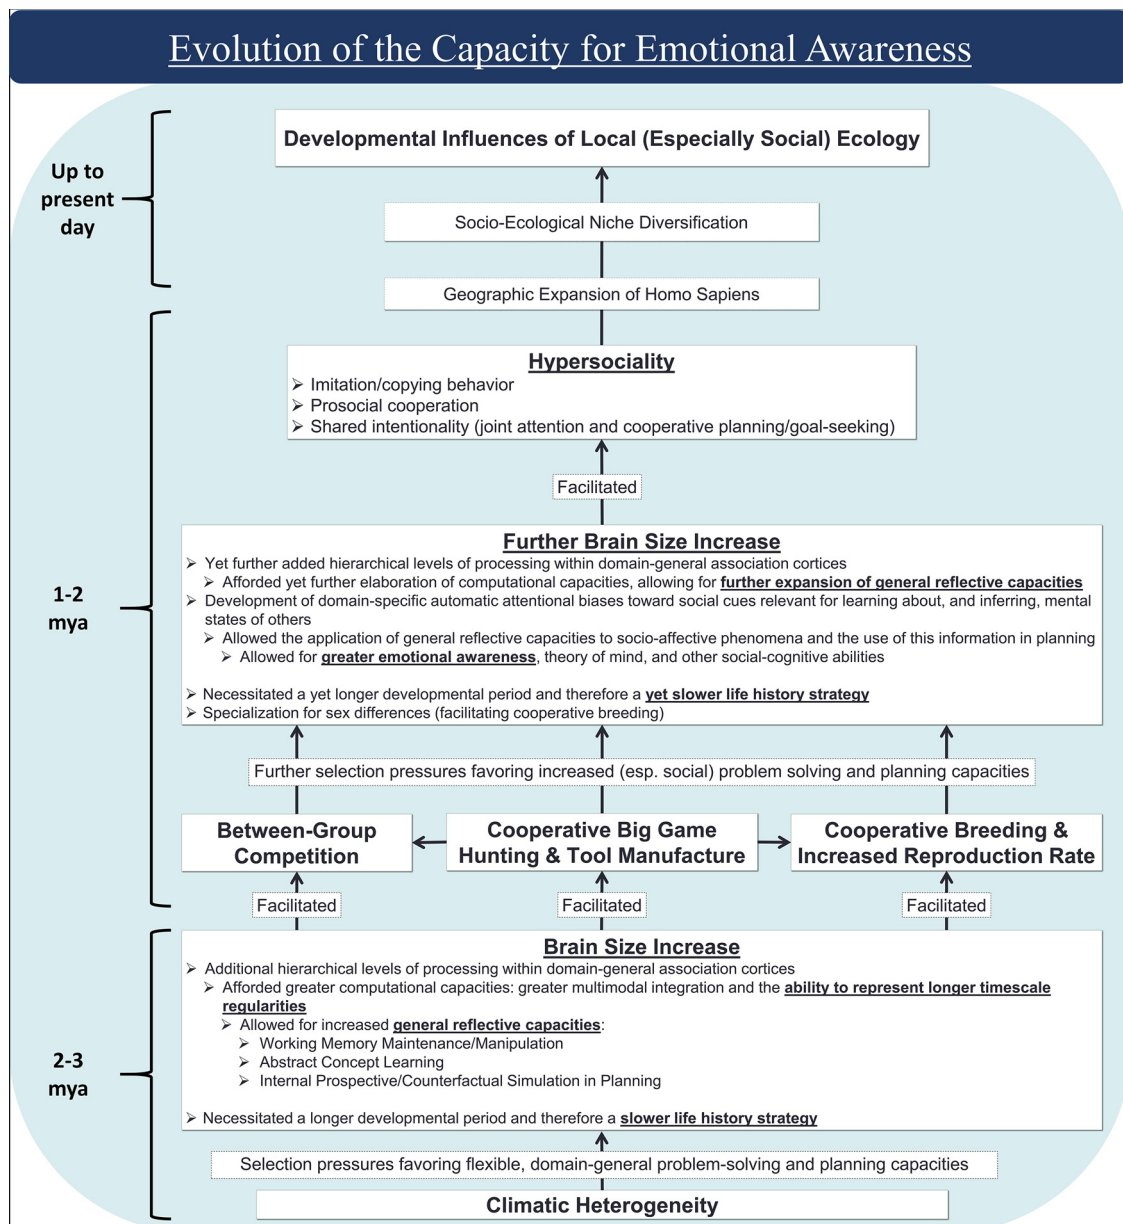 Evolution of the Capacity for Emotional Awareness
Up to
present
day
Developmental Influences of Local (Especially Social) Ecology
Socio-Ecological Niche Diversification
Geographic Expansion of Homo Sapiens
1-2
mya
Hypersociality
➢ Imitation/copying behavior
➢ Prosocial cooperation
➢ Shared intentionality (joint attention and cooperative planning/goal-seeking)
Facilitated
Further Brain Size Increase
➢ Yet further added hierarchical levels of processing within domain-general association cortices
➢ Afforded yet further elaboration of computational capacities, allowing for further expansion of general reflective capacities
➢ Development of domain-specific automatic attentional biases toward social cues relevant for learning about, and inferring, mental
states of others
➢ Allowed the application of general reflective capacities to socio-affective phenomena and the use of this information in planning
➢ Allowed for greater emotional awareness, theory of mind, and other social-cognitive abilities
➢ Necessitated a yet longer developmental period and therefore a yet slower life history strategy
➢ Specialization for sex differences (facilitating cooperative breeding)
Further selection pressures favoring increased (esp. social) problem solving and planning capacities
Between-Group
Competition
Cooperative Big Game
Hunting & Tool Manufacture
Cooperative Breeding &
Increased Reproduction Rate
Facilitated
Facilitated
Facilitated
2-3
mya
Brain Size Increase
➢ Additional hierarchical levels of processing within domain-general association cortices
➢ Afforded greater computational capacities: greater multimodal integration and the ability to represent longer timescale
regularities
➢ Allowed for increased general reflective capacities:
➢ Working Memory Maintenance/Manipulation
➢ Abstract Concept Learning
➢ Internal Prospective/Counterfactual Simulation in Planning
➢ Necessitated a longer developmental period and therefore a slower life history strategy
Selection pressures favoring flexible, domain-general problem-solving and planning capacities
Climatic Heterogeneity